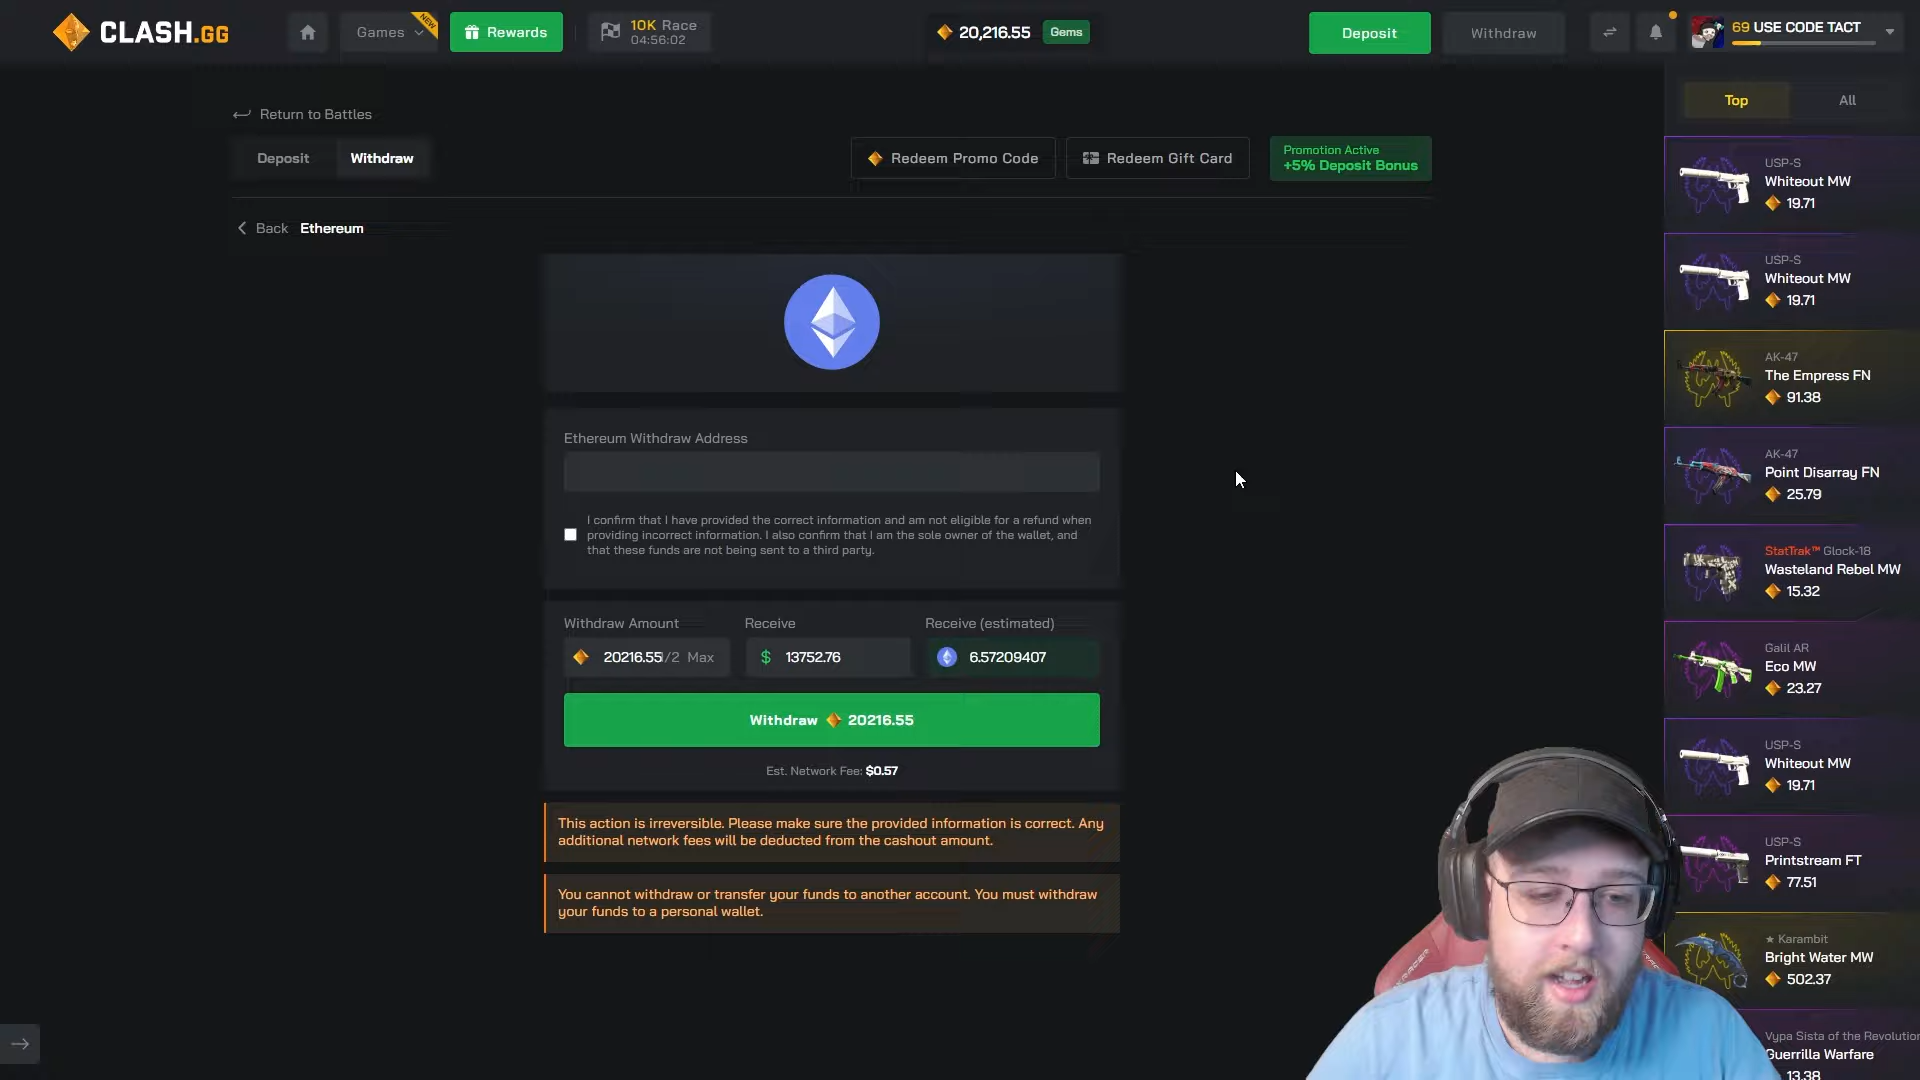 CLASH.GG
Games
NEW
Rewards
10K Race
04:56:02
20,216.55
Gems
Deposit
Withdraw
69 USE CODE TACT
Return to Battles
Deposit
Withdraw
Redeem Promo Code
Redeem Gift Card
Promotion Active
+5% Deposit Bonus
Back
Ethereum
Ethereum Withdraw Address
I confirm that I have provided the correct information and am not eligible for a refund when
providing incorrect information. I also confirm that I am the sole owner of the wallet, and
that these funds are not being sent to a third party.
Withdraw Amount
Receive
Receive (estimated)
20216.55
/2
Max
$ 13752.76
6.57209407
Withdraw 20216.55
Est. Network Fee: $0.57
This action is irreversible. Please make sure the provided information is correct. Any
additional network fees will be deducted from the cashout amount.
You cannot withdraw or transfer your funds to another account. You must withdraw
your funds to a personal wallet.
Top
All
USP-S
Whiteout MW
19.71
USP-S
Whiteout MW
19.71
AK-47
The Empress FN
91.38
AK-47
Point Disarray FN
25.79
StatTrak™ Glock-18
Wasteland Rebel MW
15.32
Galil AR
Eco MW
23.27
USP-S
Whiteout MW
19.71
USP-S
Printstream FT
77.51
★ Karambit
Bright Water MW
502.37
Vypa Sista of the Revolution
Guerrilla Warfare
13.38